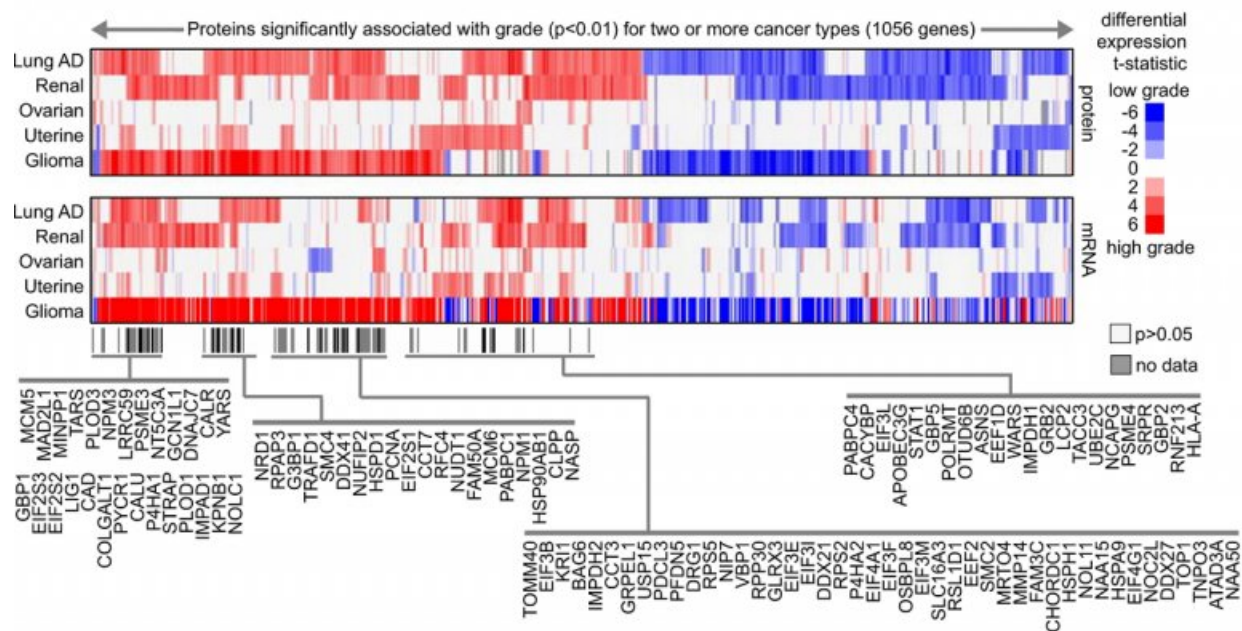 Proteins significantly associated with grade (p<0.01) for two or more cancer types (1056 genes)
differential
expression
t-statistic
low grade
-6
-4
-2
0
2
4
6
high grade
Lung AD
Renal
Ovarian
Uterine
Glioma
protein
Lung AD
Renal
Ovarian
Uterine
Glioma
mRNA
p>0.05
no data
MCM5
MAD2L1
MINPP1
TARS
PLOD3
NPM3
LRRC59
PSME3
NT5C3A
GCN1L1
DNAJC7
CALR
YARS
GBP1
EIF2S3
EIF2S2
LIG1
CAD
COLGALT1
PYCR1
CALU
P4HA1
STRAP
PLOD1
IMPAD1
KPNB1
NOLC1
NRD1
RPAP3
G3BP1
TRAFD1
SMC4
DDX41
NUFIP2
HSPD1
PCNA
EIF2S1
CCT7
RFC4
NUDT1
FAM50A
MCM6
PABPC1
NPM1
HSP90AB1
CLPP
NASP
PABPC4
CACYBP
EIF3L
APOBEC3G
STAT1
GBP5
POLRMT
OTUD6B
ASNS
EEF1D
WARS
IMPDH1
GRB2
LCP2
TACC3
UBE2C
NCAPG
PSME4
SRPR
GBP2
RNF213
HLA-A
TOMM40
EIF3B
KRI1
BAG6
IMPDH2
CCT3
GRPEL1
USP15
PDCL3
PFDN5
DRG1
RPS5
NIP7
VBP1
RPP30
GLRX3
EIF3E
EIF3I
DDX21
RPS2
P4HA2
EIF4A1
EIF3F
OSBPL8
EIF3M
SLC16A3
RSL1D1
EEF2
SMC2
MRTO4
MMP14
FAM3C
CHORDC1
HSPH1
NOL11
NAA15
HSPA9
EIF4G1
NOC2L
DDX27
TOP1
TNPO3
ATAD3A
NAA50